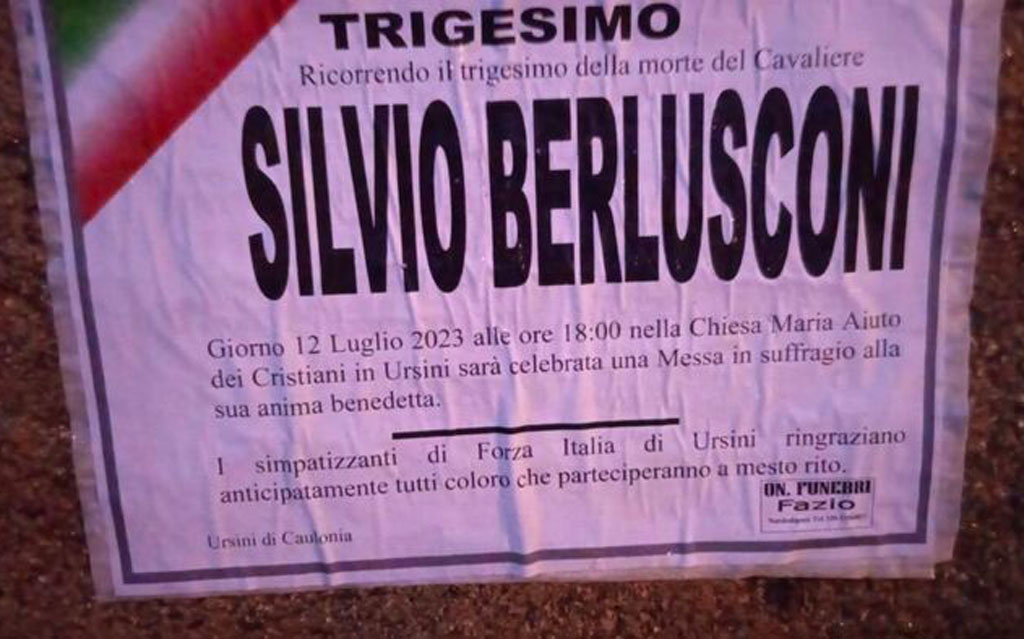 TRIGESIMO
Ricorrendo il trigesimo della morte del Cavaliere
SILVIO BERLUSCONI
Giorno 12 Luglio 2023 alle ore 18:00 nella Chiesa Maria Aiuto
dei Cristiani in Ursini sarà celebrata una Messa in suffragio alla
sua anima benedetta.
I simpatizzanti di Forza Italia di Ursini ringraziano
anticipatamente tutti coloro che parteciperanno a mesto rito.
ON. FUNEBRI
Fazio
Ursini di Caulonia